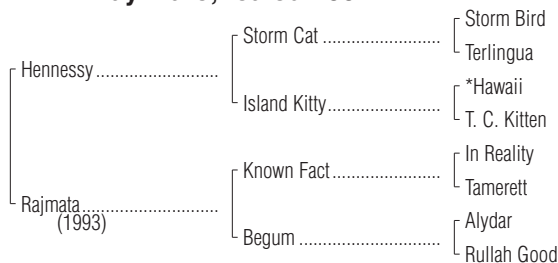 Storm Bird
Storm Cat
Terlingua
Hennessy
*Hawaii
Island Kitty
T. C. Kitten
In Reality
Known Fact
Tamerett
Rajmata
(1993)
Alydar
Begum
Rullah Good